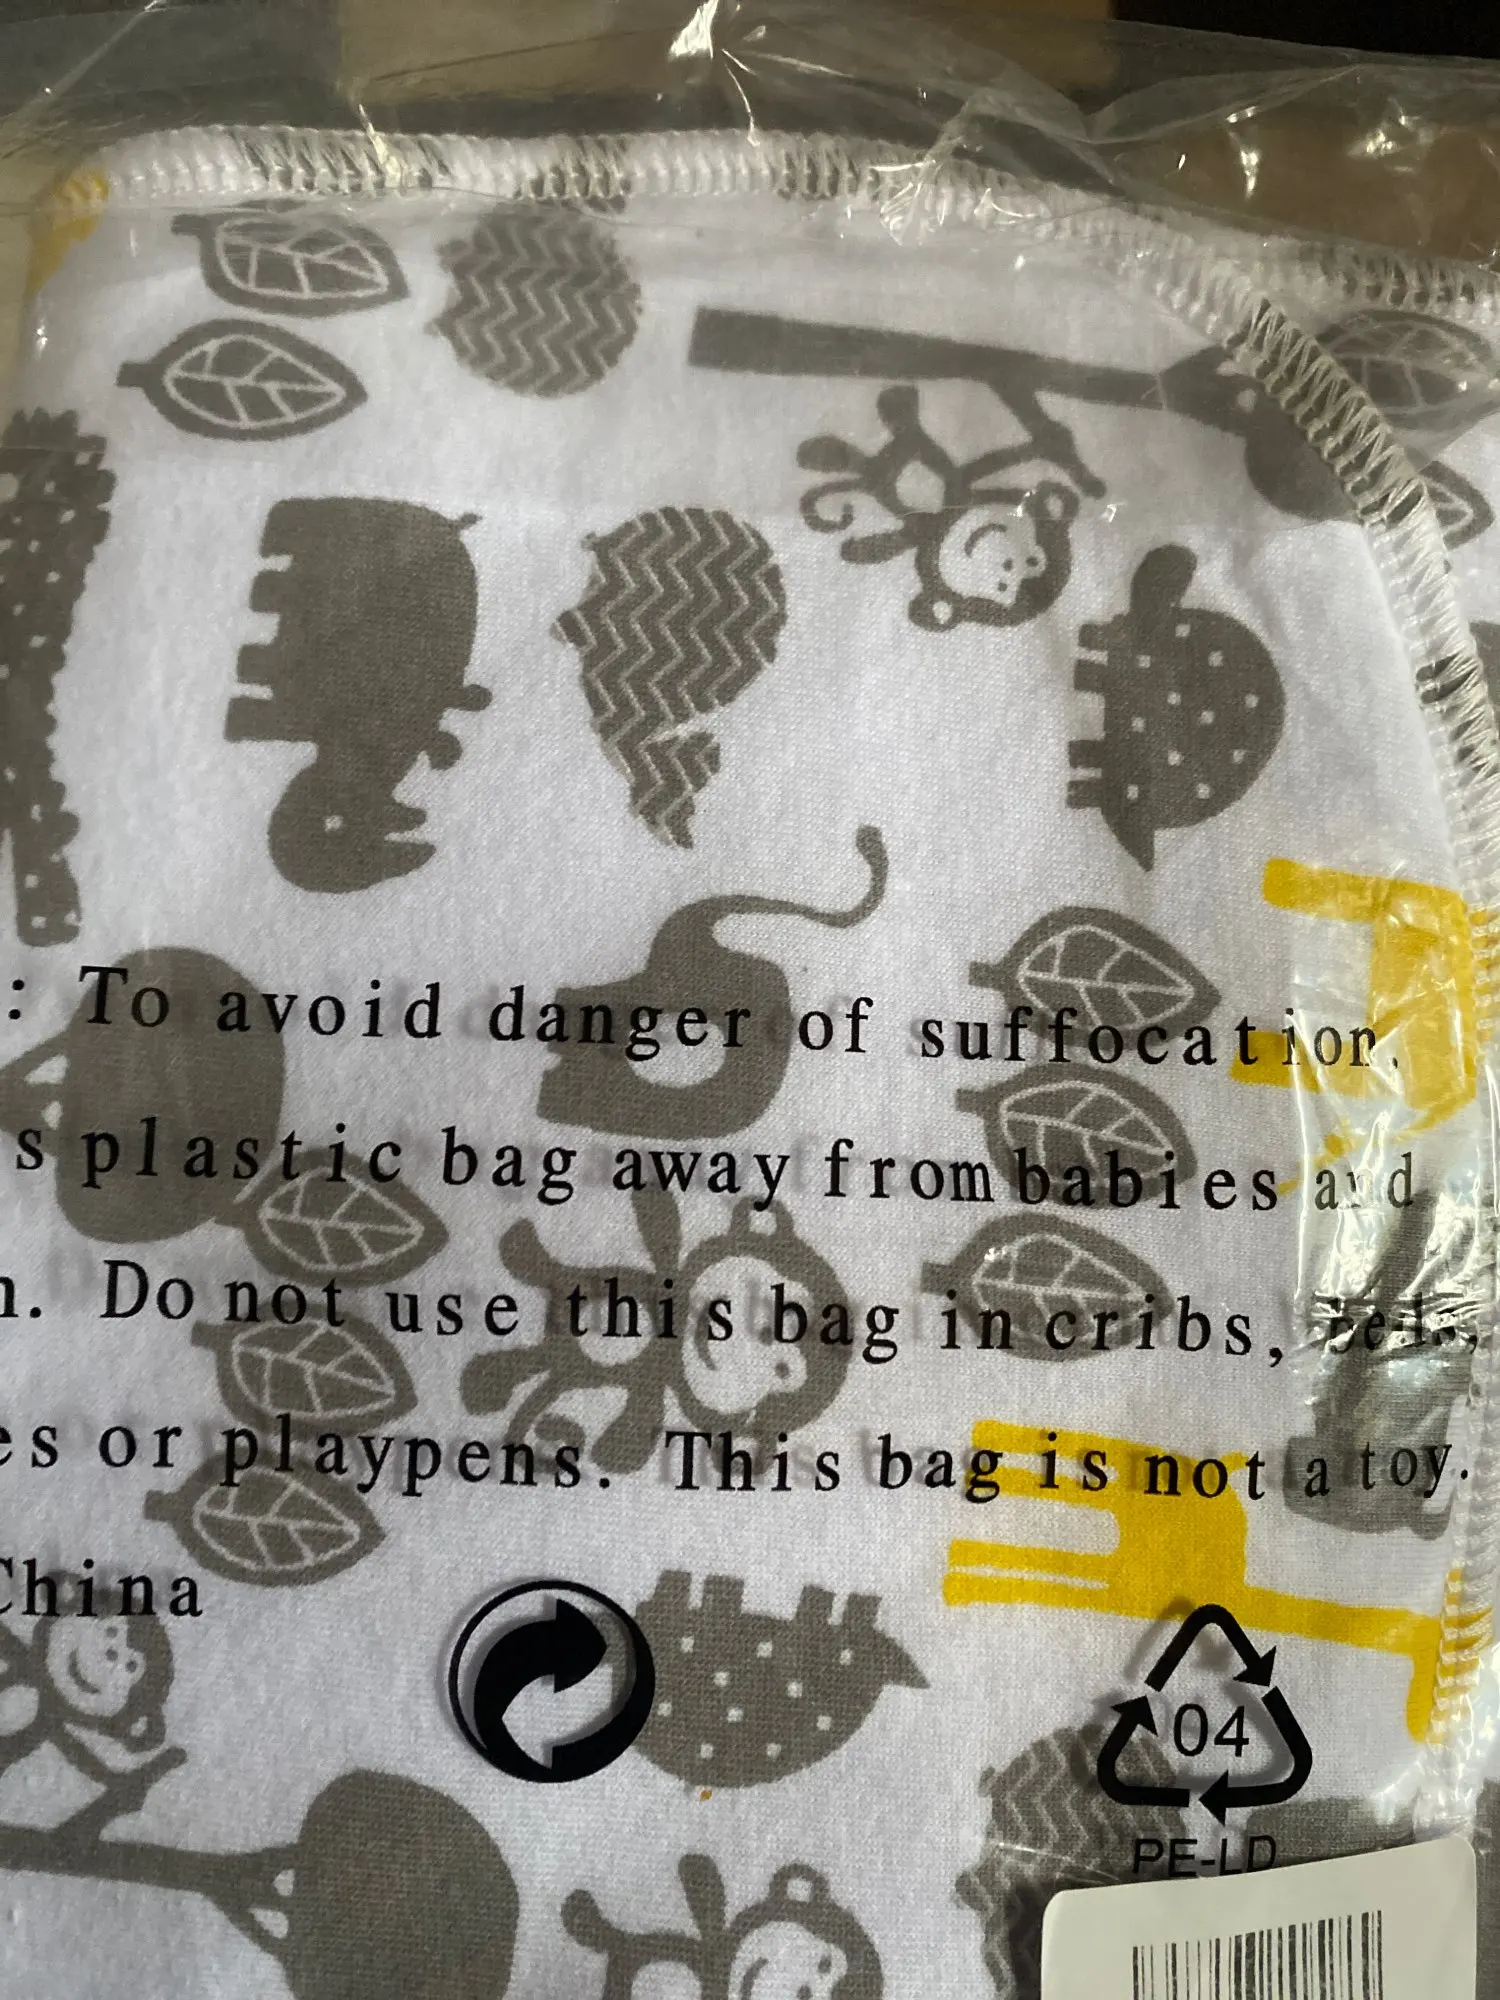 : To avoid danger of suffocation,
s plastic bag away from babies and
n. Do not use this bag in cribs, beds,
es or playpens. This bag is not a toy.
China
04
PE-LD